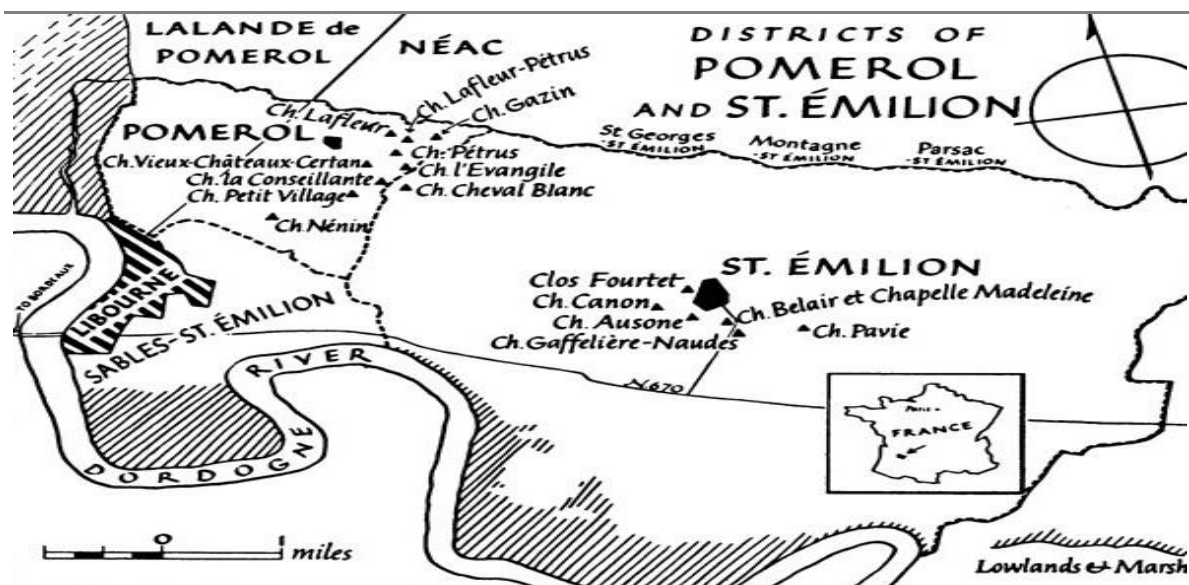 LALANDE de
POMEROL
NÉAC
DISTRICTS OF
POMEROL
AND ST. ÉMILION
Ch. Lafleur-Pétrus
Ch. Gazin
Ch. Lafleur
POMEROL
St Georges
-ST ÉMILION
Montagne
-ST ÉMILION
Parsac
-ST ÉMILION
Ch. Pétrus
Ch. Vieux-Châteaux-Certan
Ch. l'Evangile
Ch. la Conseillante
Ch. Cheval Blanc
Ch. Petit Village
Ch. Nénin
TO BORDEAUX
LIBOURNE
SABLES-ST. ÉMILION
ST. ÉMILION
Clos Fourtet
Ch. Canon
Ch. Belair et Chapelle Madeleine
Ch. Ausone
Ch. Pavie
Ch. Gaffelière-Naudes
N670
DORDOGNE RIVER
Paris
FRANCE
0 1 miles
Lowlands & Marsh